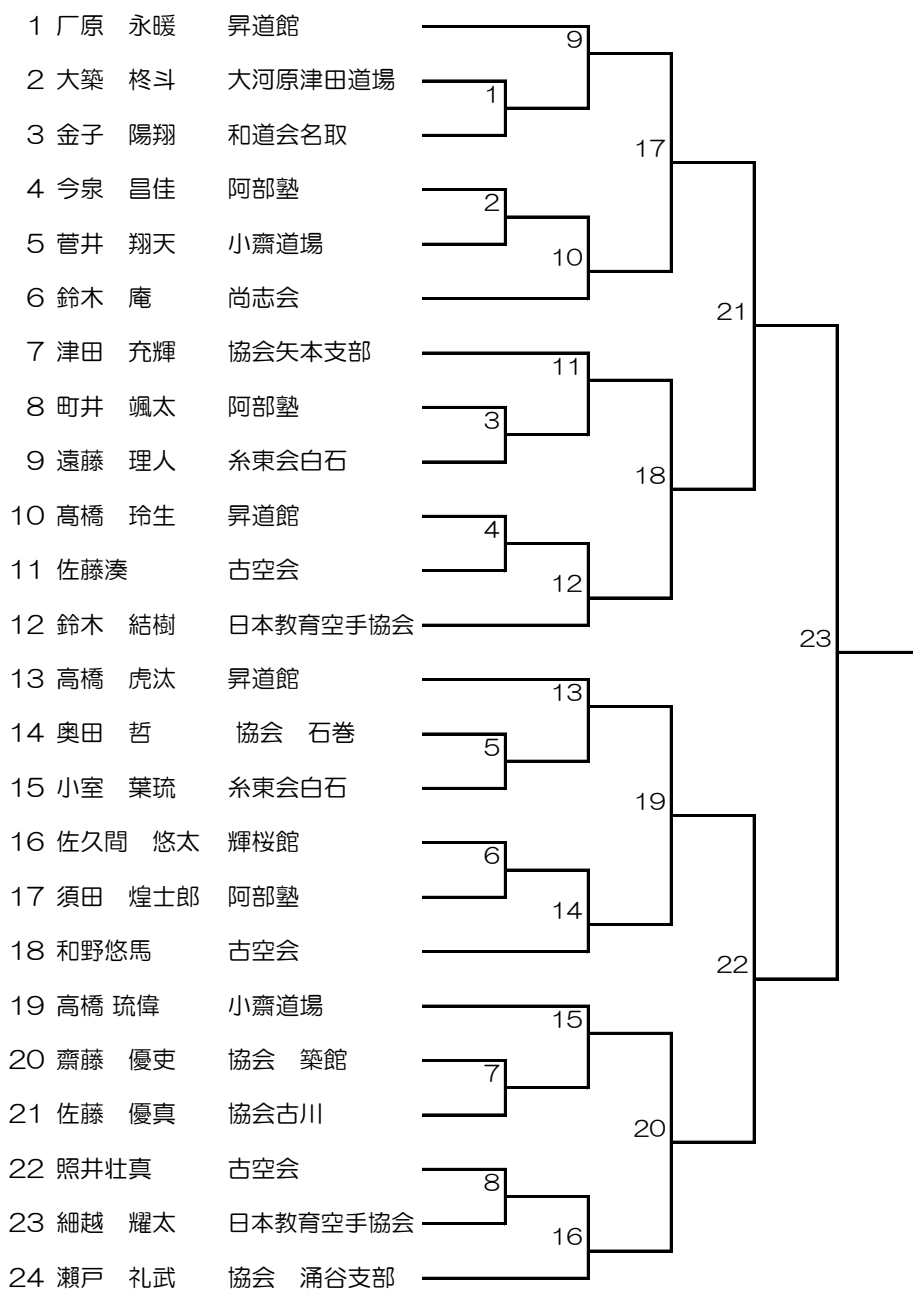 1 厂原　永暖　昇道館
9
2 大築　柊斗　大河原津田道場
1
3 金子　陽翔　和道会名取
17
4 今泉　昌佳　阿部塾
2
5 菅井　翔天　小齋道場
10
6 鈴木　庵　尚志会
21
7 津田　充輝　協会矢本支部
11
8 町井　颯太　阿部塾
3
9 遠藤　理人　糸東会白石
18
10 髙橋　玲生　昇道館
4
11 佐藤湊　古空会
12
12 鈴木　結樹　日本教育空手協会
23
13 高橋　虎汰　昇道館
13
14 奥田　哲　協会　石巻
5
15 小室　葉琉　糸東会白石
19
16 佐久間　悠太　輝桜館
6
17 須田　煌士郎　阿部塾
14
18 和野悠馬　古空会
22
19 高橋 琉偉　小齋道場
15
20 齋藤　優吏　協会　築館
7
21 佐藤　優真　協会古川
20
22 照井壮真　古空会
8
23 細越　耀太　日本教育空手協会
16
24 瀬戸　礼武　協会　涌谷支部